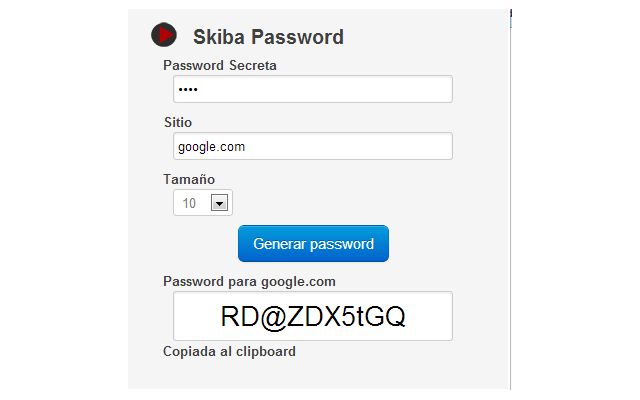 Skiba Password
Password Secreta
••••
Sitio
google.com
Tamaño
10
Generar password
Password para google.com
RD@ZDX5tGQ
Copiada al clipboard